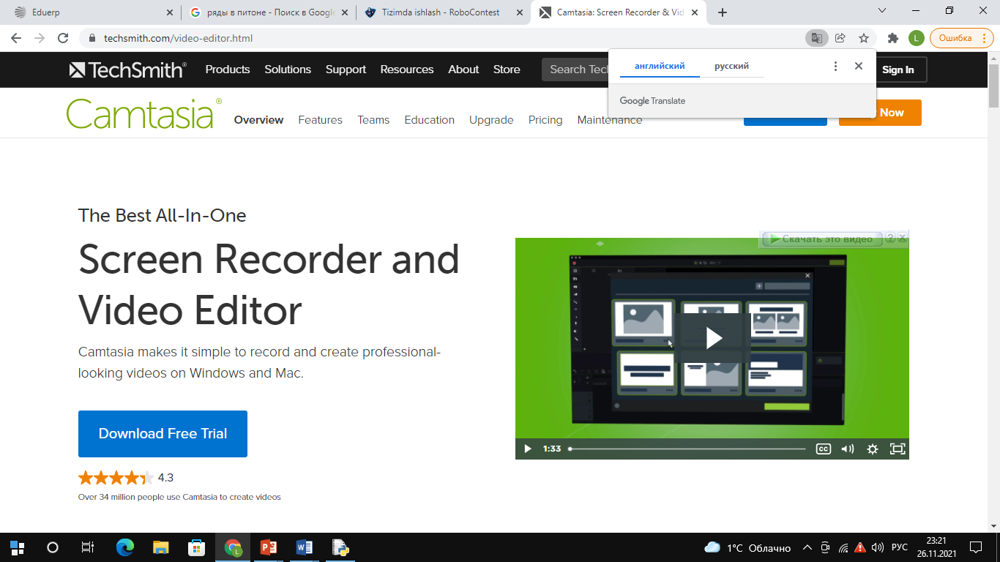 Eduerp
ряды в питоне - Поиск в Google
Tizimda ishlash - RoboContest
Camtasia: Screen Recorder & Vid
techsmith.com/video-editor.html
L
Ошибка
TechSmith®
Products
Solutions
Support
Resources
About
Store
Search Tech
Sign In
английский
русский
Google Translate
Camtasia®
Overview
Features
Teams
Education
Upgrade
Pricing
Maintenance
Now
The Best All-In-One
Screen Recorder and
Video Editor
Camtasia makes it simple to record and create professional-
looking videos on Windows and Mac.
Download Free Trial
4.3
Over 34 million people use Camtasia to create videos
Скачать это видео
?
1:33
CC
1°C Облачно
РУС
23:21
26.11.2021